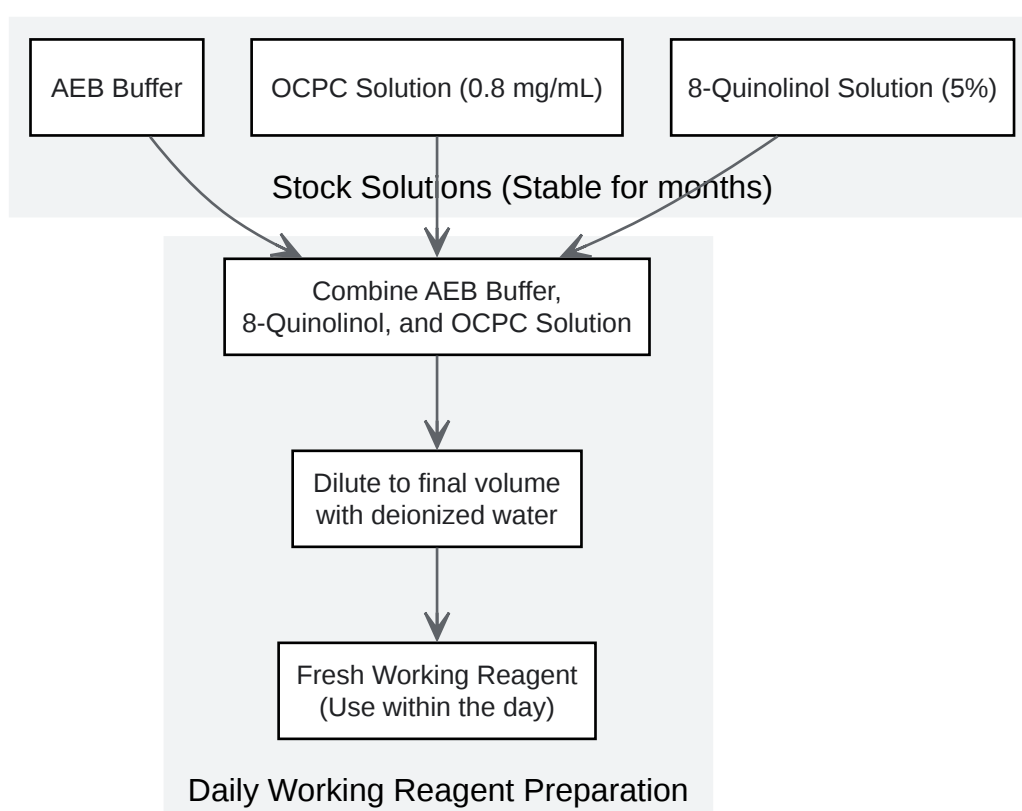 AEB Buffer
OCPC Solution (0.8 mg/mL)
8-Quinolinol Solution (5%)
Stock Solutions (Stable for months)
Combine AEB Buffer,
8-Quinolinol, and OCPC Solution
Dilute to final volume
with deionized water
Fresh Working Reagent
(Use within the day)
Daily Working Reagent Preparation